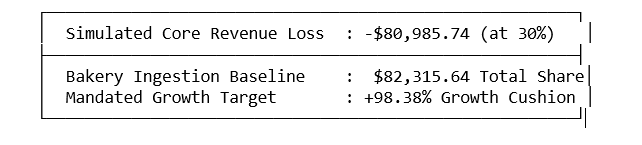 Simulated Core Revenue Loss : -$80,985.74 (at 30%)
Bakery Ingestion Baseline : $82,315.64 Total Share
Mandated Growth Target : +98.38% Growth Cushion